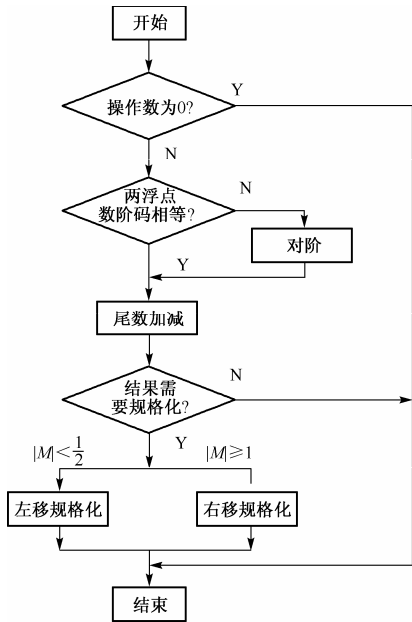 开始
操作数为0?
Y
N
两浮点
数阶码相等?
N
对阶
Y
尾数加减
结果需
要规格化?
N
Y
|M|<1/2
|M|≥1
左移规格化
右移规格化
结束